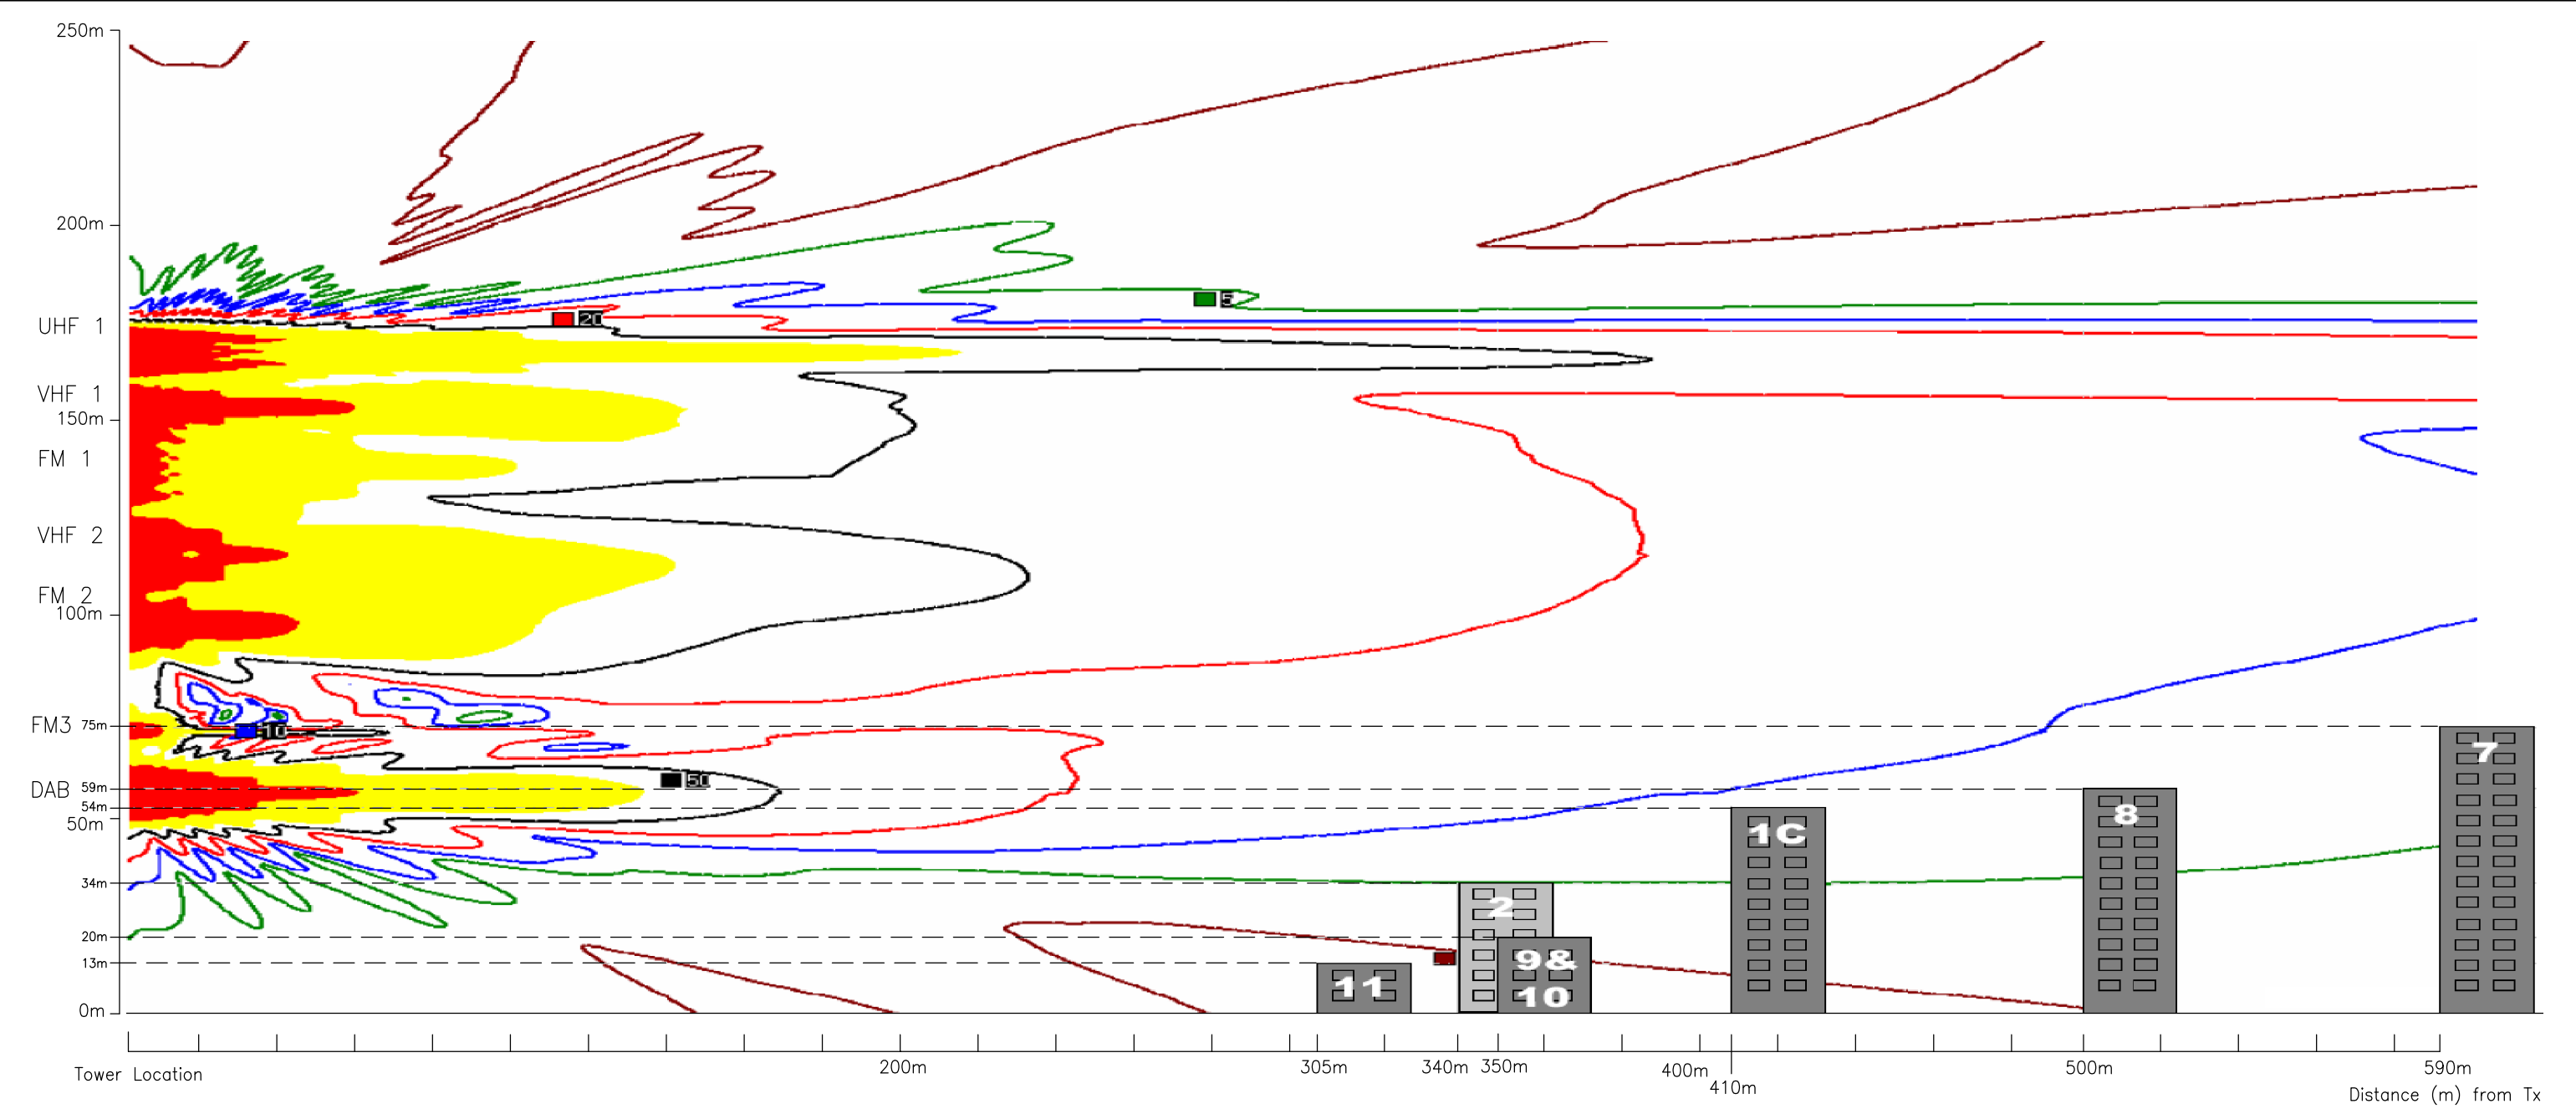 250m
200m
UHF 1
20
5
VHF 1
150m
FM 1
VHF 2
FM 2
100m
FM3 75m
10
7
DAB 59m
50
54m
8
50m
1C
34m
2
20m
13m
9&
11
10
0m
Tower Location
200m
305m
340m
350m
400m
410m
500m
590m
Distance (m) from Tx